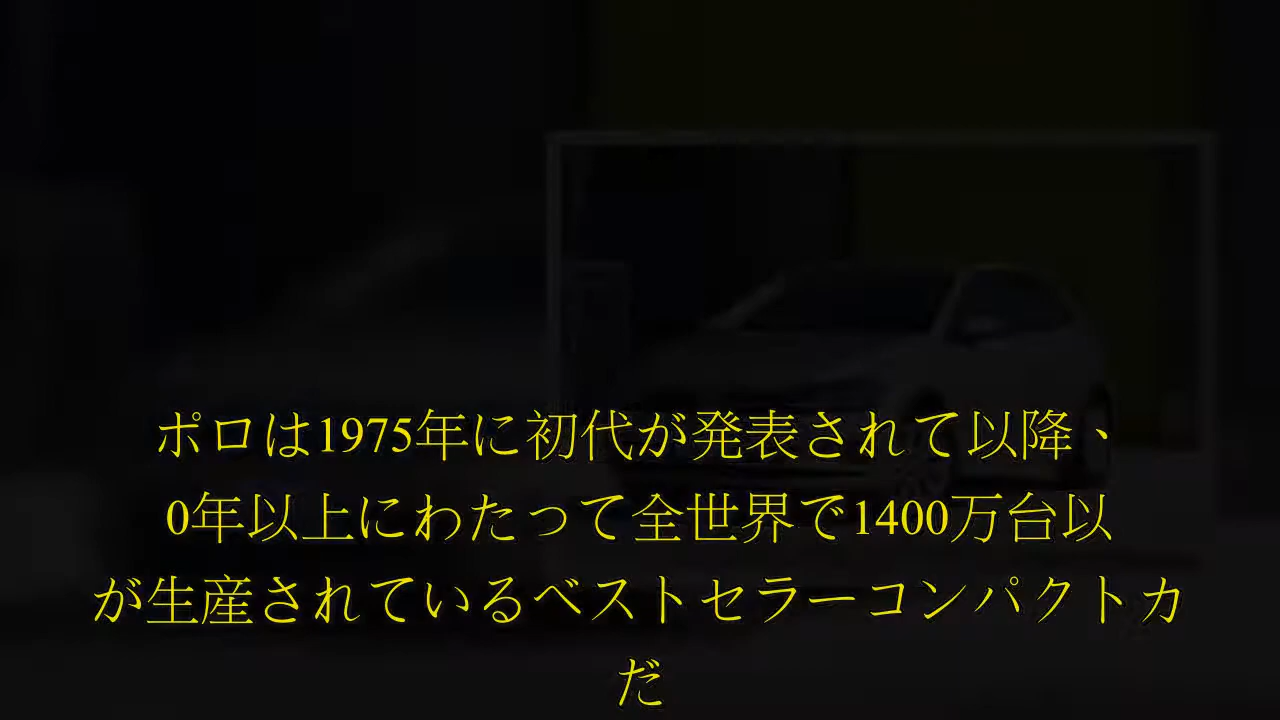 ポロは1975年に初代が発表されて以降、
0年以上にわたって全世界で1400万台以
が生産されているベストセラーコンパクトカ
だ